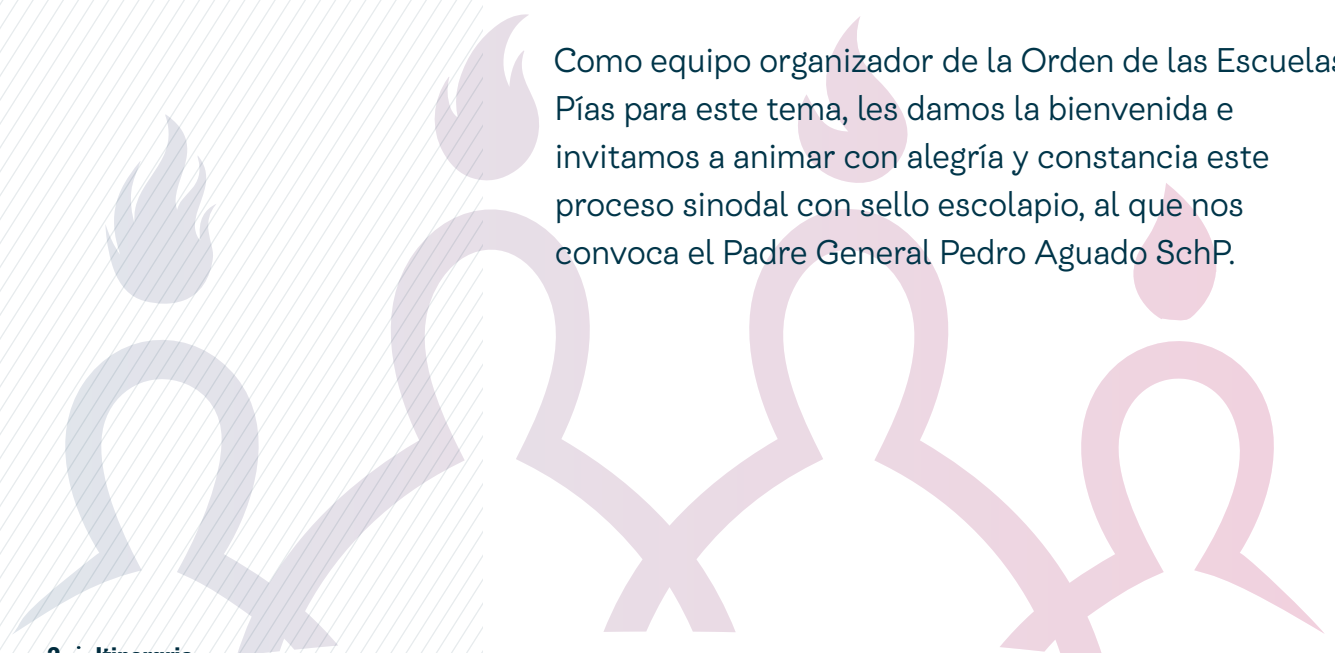 Como equipo organizador de la Orden de las Escuelas
Pías para este tema, les damos la bienvenida e
invitamos a animar con alegría y constancia este
proceso sinodal con sello escolapio, al que nos
convoca el Padre General Pedro Aguado SchP.